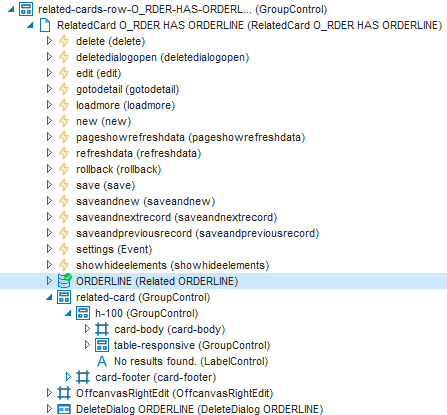 related-cards-row-O_RDER-HAS-ORDERL... (GroupControl)
RelatedCard O_RDER HAS ORDERLINE (RelatedCard O_RDER HAS ORDERLINE)
delete (delete)
deletedialogopen (deletedialogopen)
edit (edit)
gotodetail (gotodetail)
loadmore (loadmore)
new (new)
pageshowrefreshdata (pageshowrefreshdata)
refreshdata (refreshdata)
rollback (rollback)
save (save)
saveandnew (saveandnew)
saveandnextrecord (saveandnextrecord)
saveandpreviousrecord (saveandpreviousrecord)
settings (Event)
showhideelements (showhideelements)
ORDERLINE (Related ORDERLINE)
related-card (GroupControl)
h-100 (GroupControl)
card-body (card-body)
table-responsive (GroupControl)
A No results found. (LabelControl)
card-footer (card-footer)
OffcanvasRightEdit (OffcanvasRightEdit)
DeleteDialog ORDERLINE (DeleteDialog ORDERLINE)